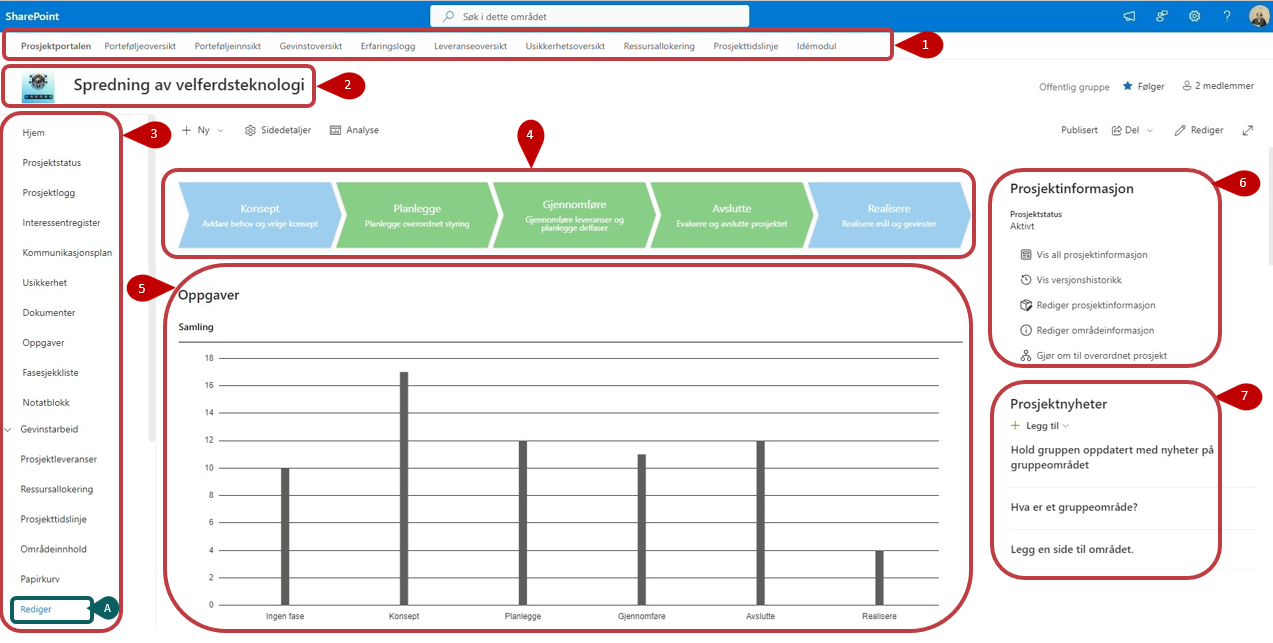 SharePoint
Søk i dette området
?
Prosjektportalen Porteføljeoversikt Porteføljeinnsikt Gevinstoversikt Erfaringslogg Leveranseoversikt Usikkerhetsoversikt Ressursallokering Prosjekttidslinje Idémodul
1
Spredning av velferdsteknologi
2
Offentlig gruppe Følger 2 medlemmer
3
Hjem
Prosjektstatus
Prosjektlogg
Interessentregister
Kommunikasjonsplan
Usikkerhet
Dokumenter
Oppgaver
Fasesjekkliste
Notatblokk
Gevinstarbeid
Prosjektleveranser
Ressursallokering
Prosjekttidslinje
Områdeinnhold
Papirkurv
Rediger
A
+ Ny Sidedetaljer Analyse
Publisert Del Rediger
4
Konsept
Avklare behov og velge konsept
Planlegge
Planlegge overordnet styring
Gjennomføre
Gjennomføre leveranser og
planlegge delfaser
Avslutte
Evaluere og avslutte prosjektet
Realisere
Realisere mål og gevinster
5
Oppgaver
Samling
18
16
14
12
10
8
6
4
2
0
Ingen fase Konsept Planlegge Gjennomføre Avslutte Realisere
6
Prosjektinformasjon
Prosjektstatus
Aktivt
Vis all prosjektinformasjon
Vis versjonshistorikk
Rediger prosjektinformasjon
Rediger områdeinformasjon
Gjør om til overordnet prosjekt
7
Prosjektnyheter
+ Legg til
Hold gruppen oppdatert med nyheter på
gruppeområdet
Hva er et gruppeområde?
Legg en side til området.